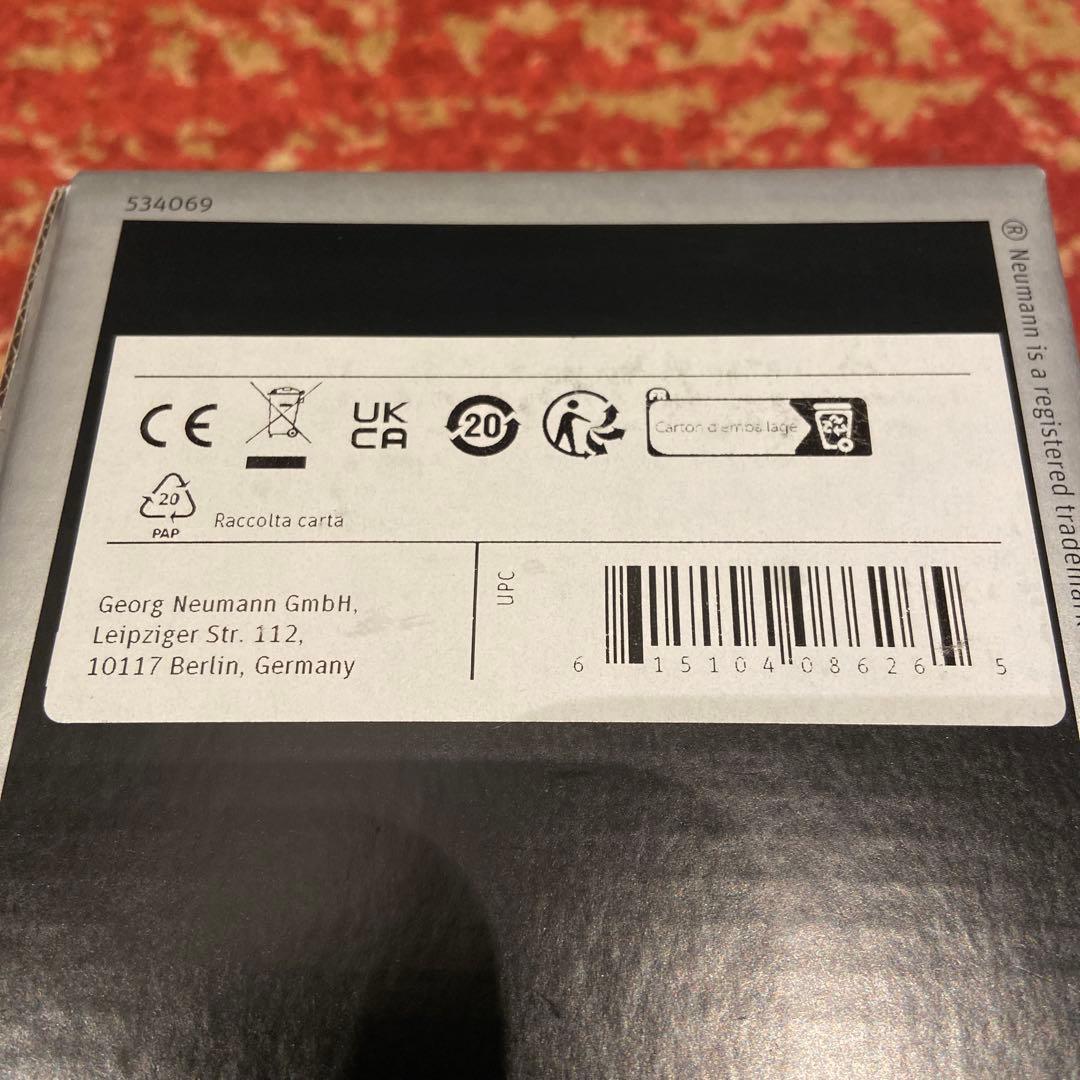 534069
® Neumann is a registered trademark
CE
UK
CA
20
Carton d'emballage
20
PAP
Raccolta carta
Georg Neumann GmbH,
Leipziger Str. 112,
10117 Berlin, Germany
UPC
6 15104 08626 5